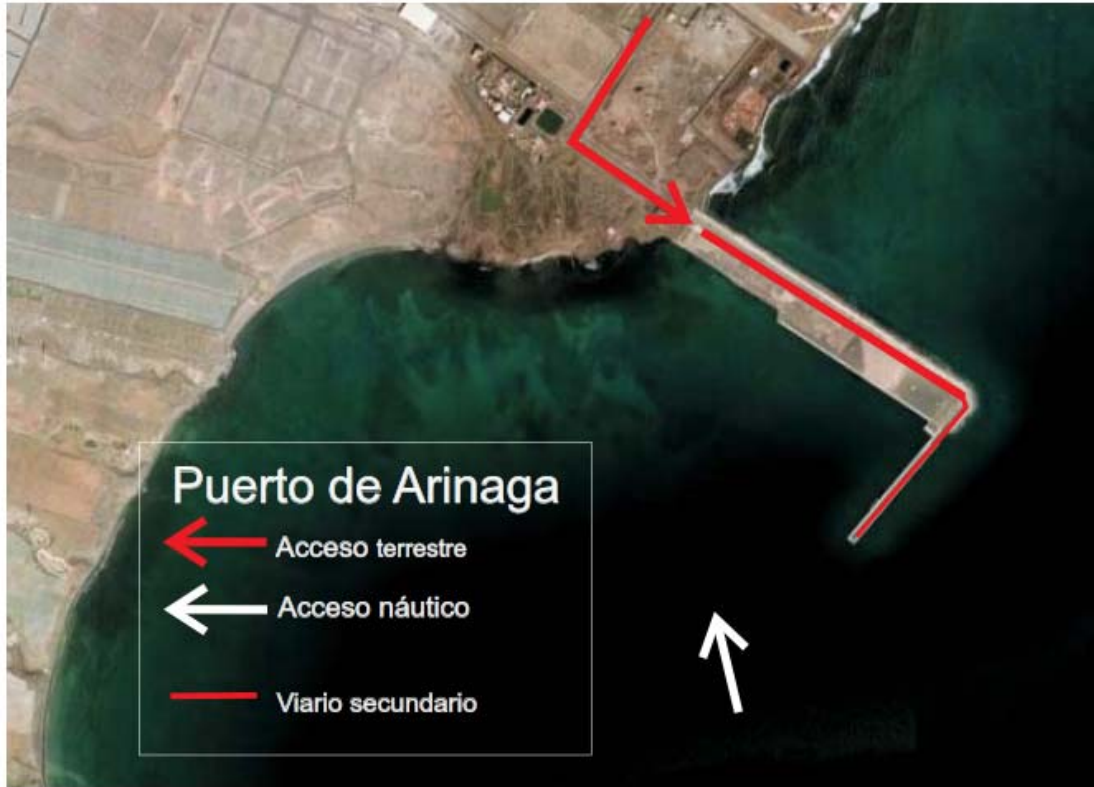 Puerto de Arinaga
Acceso terrestre
Acceso náutico
Viario secundario